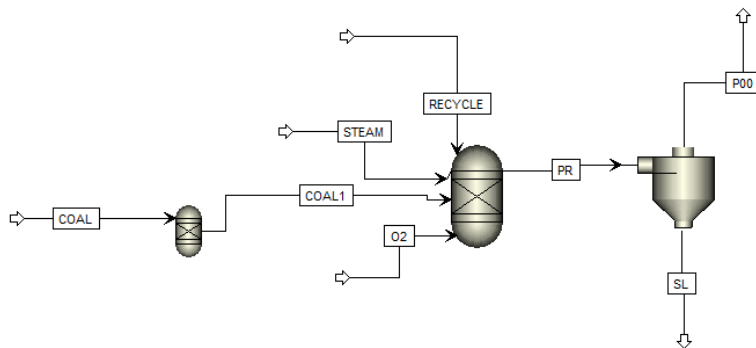 P00
RECYCLE
STEAM
PR
COAL1
COAL
O2
SL